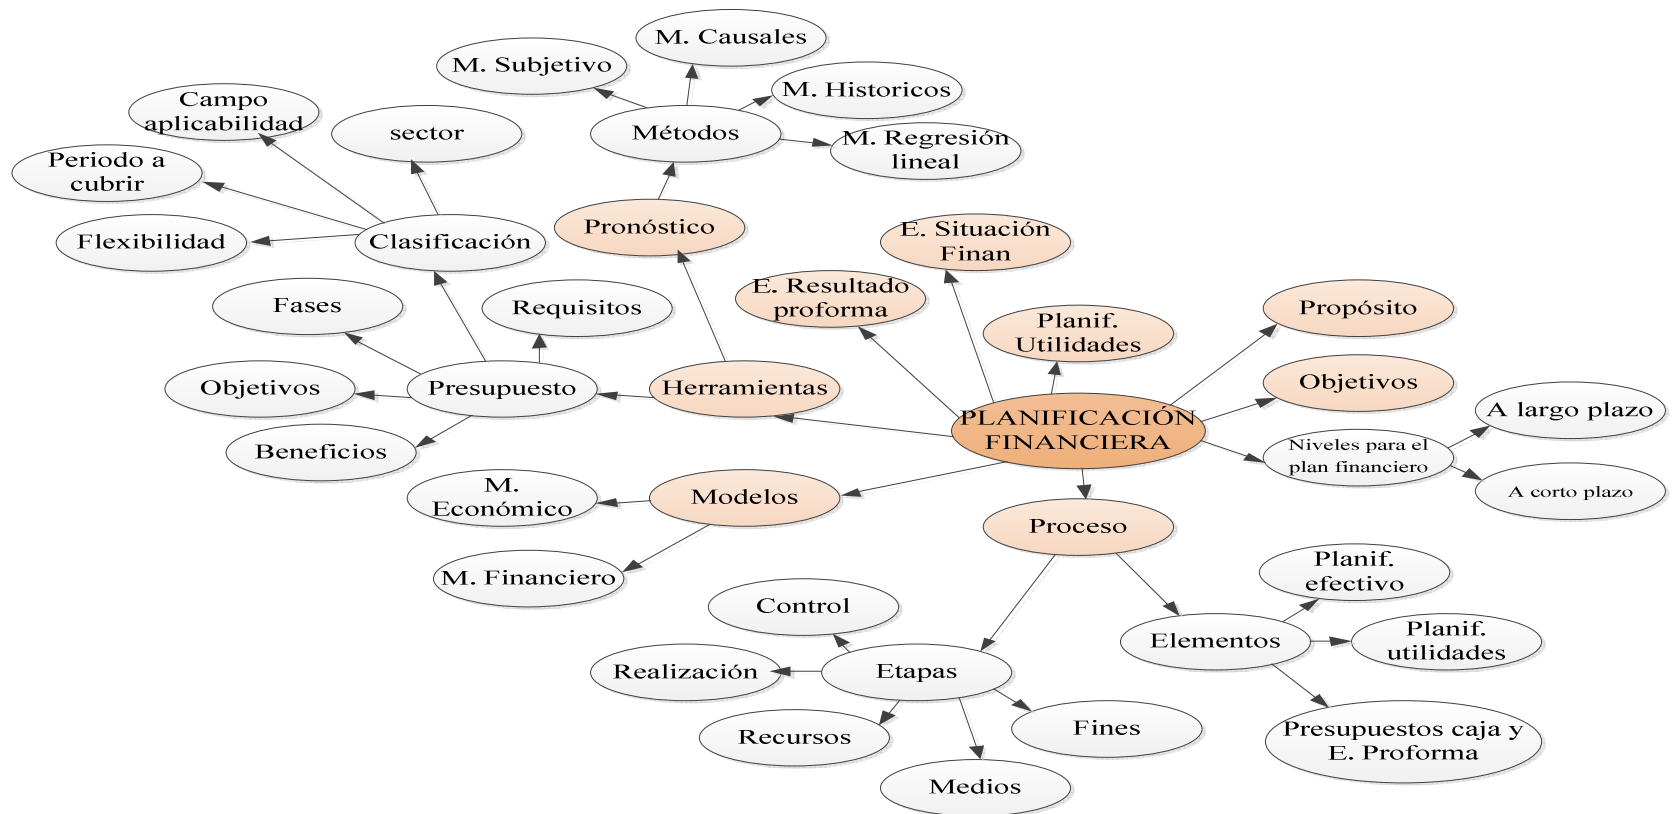 M. Causales
M. Subjetivo
M. Historicos
Campo
aplicabilidad
sector
Métodos
M. Regresión
lineal
Periodo a
cubrir
Pronóstico
E. Situación
Finan
Flexibilidad
Clasificación
E. Resultado
proforma
Fases
Requisitos
Planif.
Utilidades
Propósito
Objetivos
Presupuesto
Herramientas
Objetivos
PLANIFICACIÓN
FINANCIERA
A largo plazo
Beneficios
Niveles para el
plan financiero
M.
Económico
Modelos
A corto plazo
Proceso
M. Financiero
Planif.
efectivo
Control
Elementos
Planif.
utilidades
Realización
Etapas
Recursos
Fines
Presupuestos caja y
E. Proforma
Medios